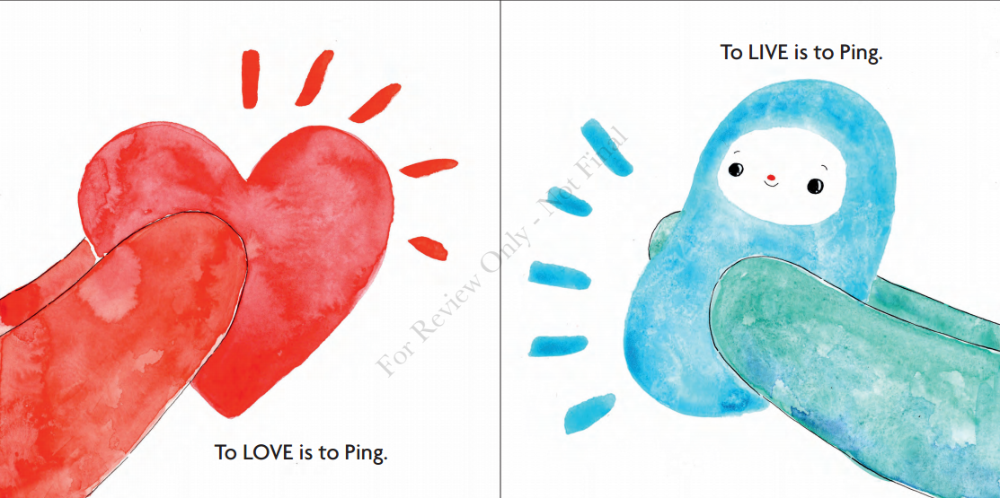 To LOVE is to Ping.
To LIVE is to Ping.
For Review Only - Not Final